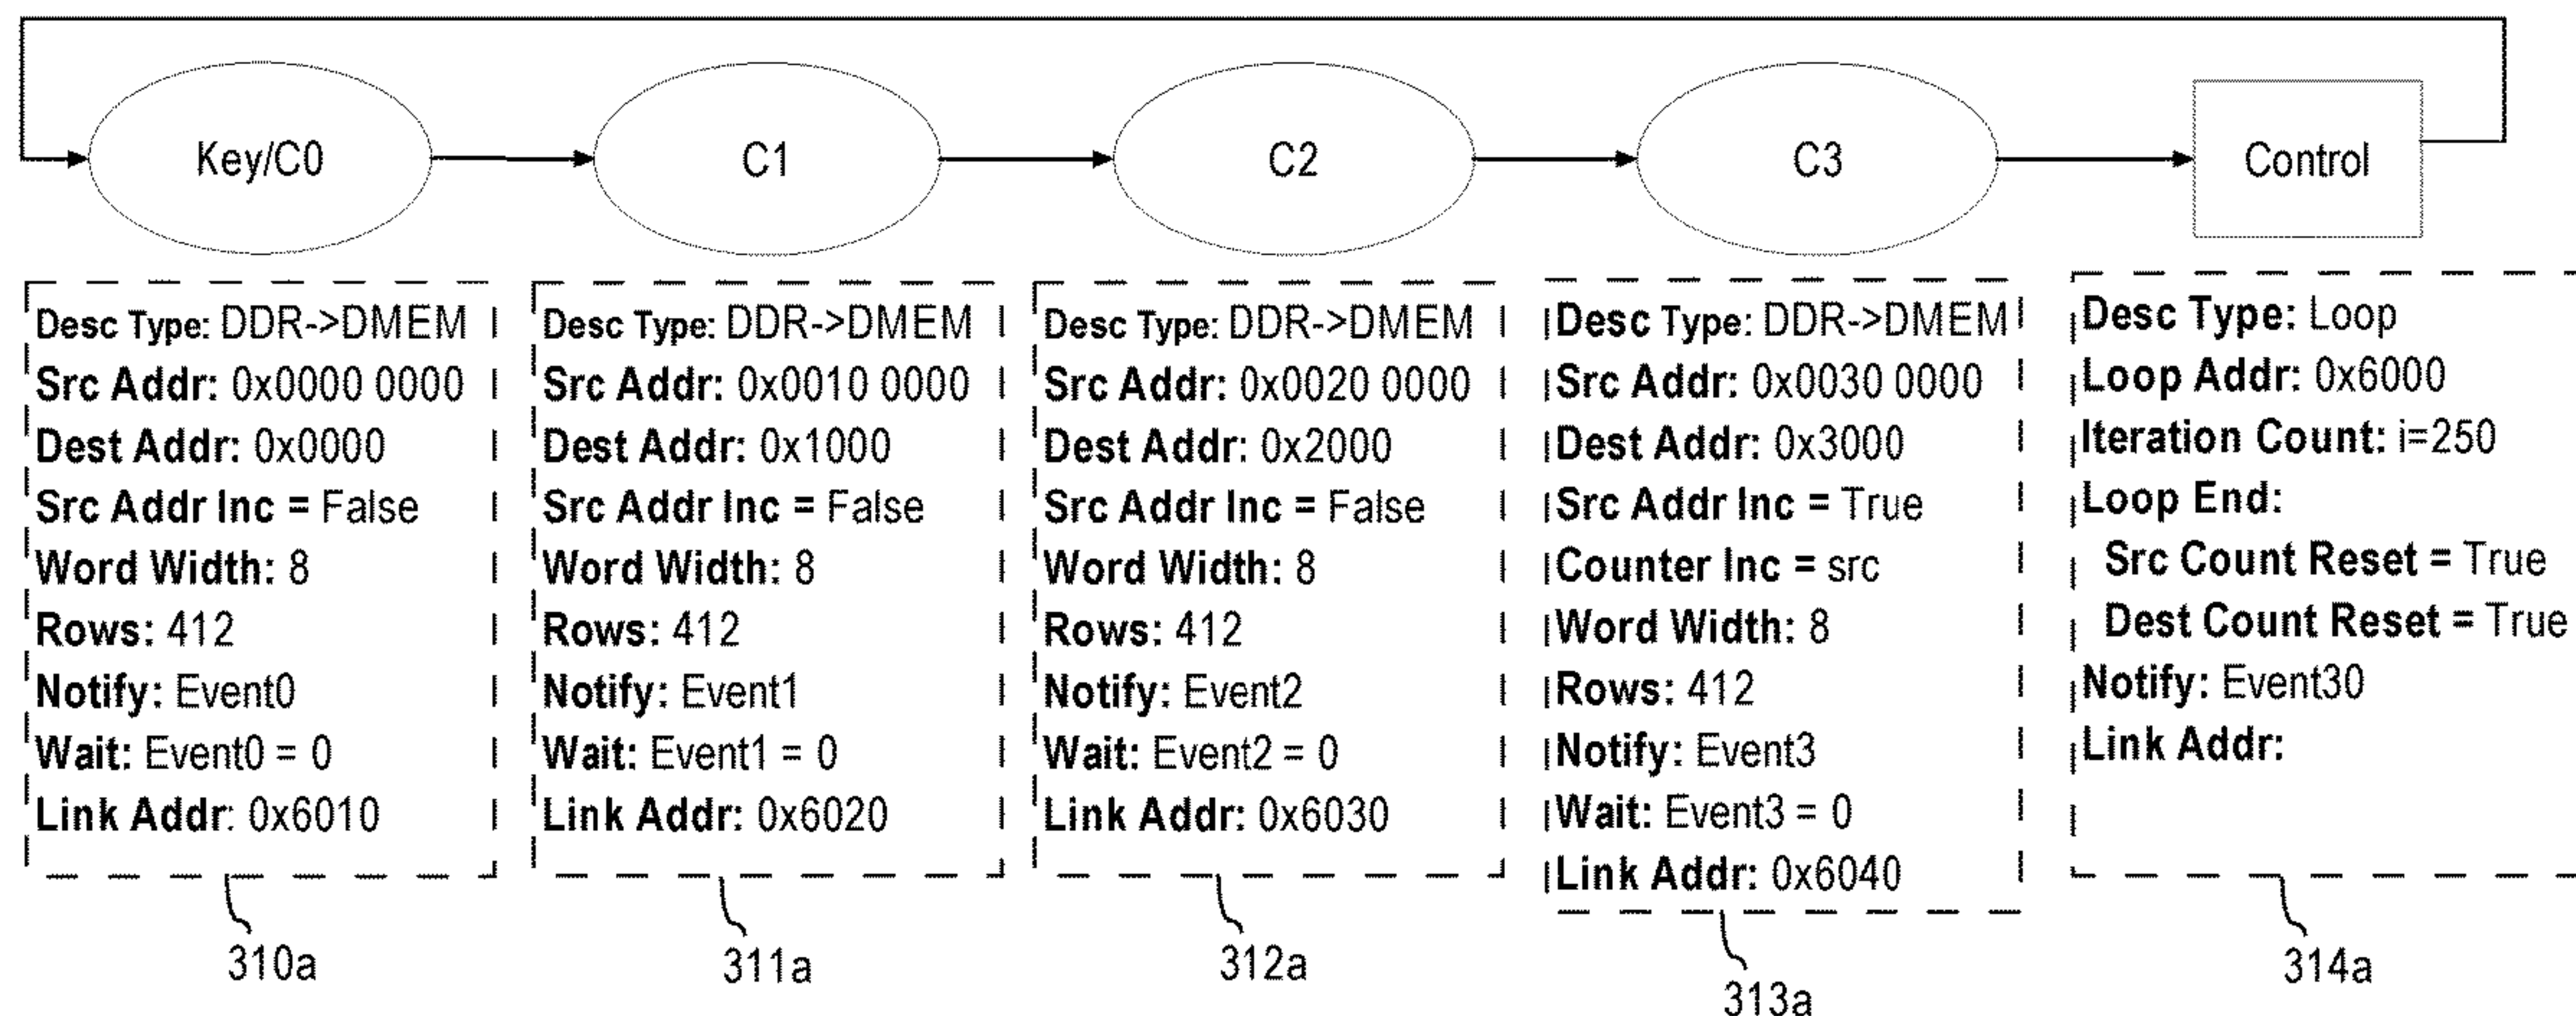 Key/C0
C1
C2
C3
Control
Desc Type: DDR->DMEM
Src Addr: 0x0000 0000
Dest Addr: 0x0000
Src Addr Inc = False
Word Width: 8
Rows: 412
Notify: Event0
Wait: Event0 = 0
Link Addr: 0x6010
310a
Desc Type: DDR->DMEM
Src Addr: 0x0010 0000
Dest Addr: 0x1000
Src Addr Inc = False
Word Width: 8
Rows: 412
Notify: Event1
Wait: Event1 = 0
Link Addr: 0x6020
311a
Desc Type: DDR->DMEM
Src Addr: 0x0020 0000
Dest Addr: 0x2000
Src Addr Inc = False
Word Width: 8
Rows: 412
Notify: Event2
Wait: Event2 = 0
Link Addr: 0x6030
312a
Desc Type: DDR->DMEM
Src Addr: 0x0030 0000
Dest Addr: 0x3000
Src Addr Inc = True
Counter Inc = src
Word Width: 8
Rows: 412
Notify: Event3
Wait: Event3 = 0
Link Addr: 0x6040
313a
Desc Type: Loop
Loop Addr: 0x6000
Iteration Count: i=250
Loop End:
Src Count Reset = True
Dest Count Reset = True
Notify: Event30
Link Addr:
314a